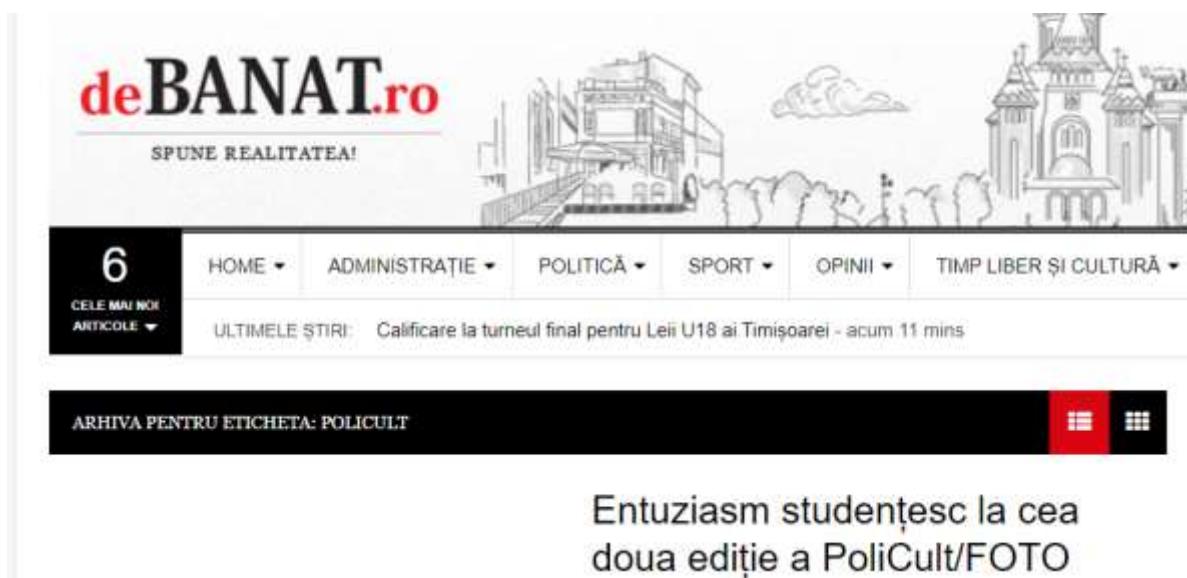 deBANAT.ro
SPUNE REALITATEA!
6
CELE MAI NOI
ARTICOLE
HOME
ADMINISTRAȚIE
POLITICĂ
SPORT
OPINII
TIMP LIBER ȘI CULTURĂ
ULTIMELE ȘTIRI: Calificare la turneul final pentru Leii U18 ai Timișoarei - acum 11 mins
ARHIVA PENTRU ETICHETA: POLICULT
Entuziasm studențesc la cea
doua ediție a PoliCult/FOTO